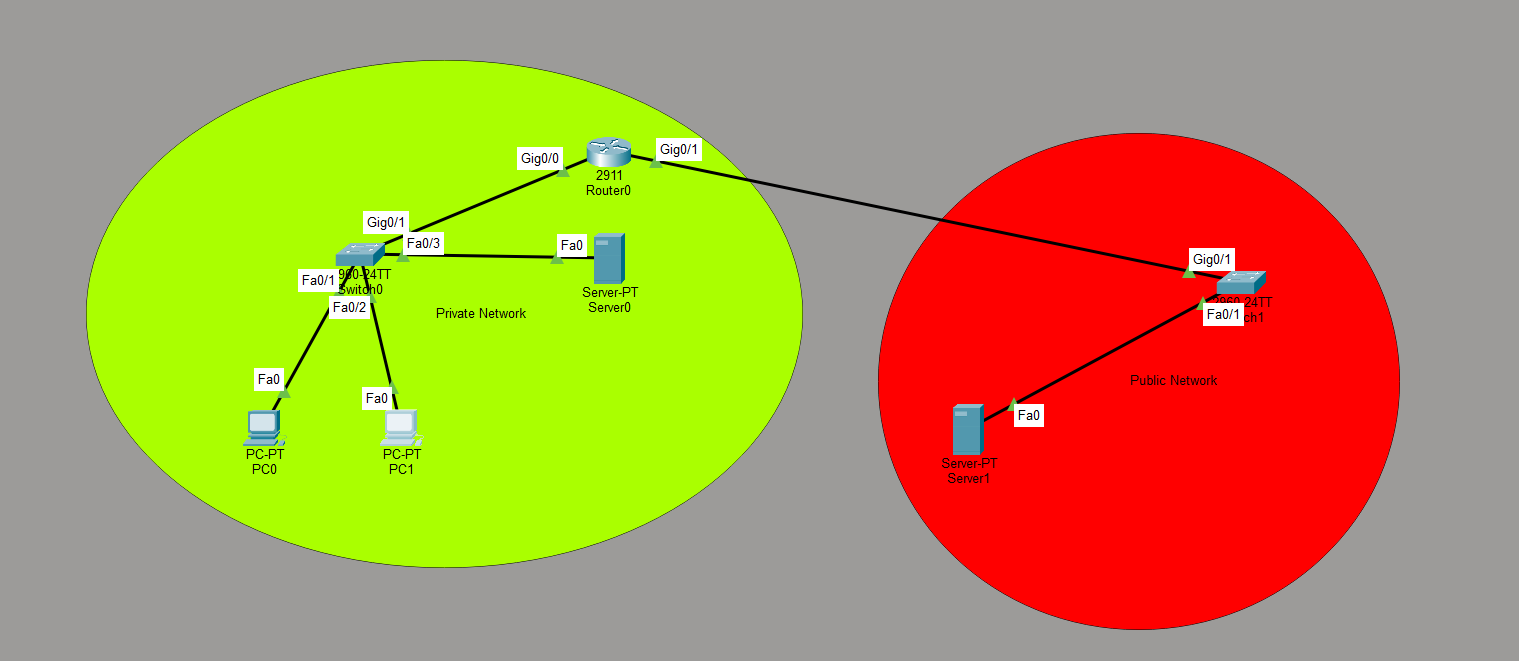 Gig0/0
Gig0/1
2911
Router0
Gig0/1
Fa0/3
Fa0
Fa0/1
Switch0
Fa0/2
Server-PT
Server0
Private Network
Fa0
Fa0
PC-PT
PC0
PC-PT
PC1
Gig0/1
Fa0/1
Public Network
Fa0
Server-PT
Server1